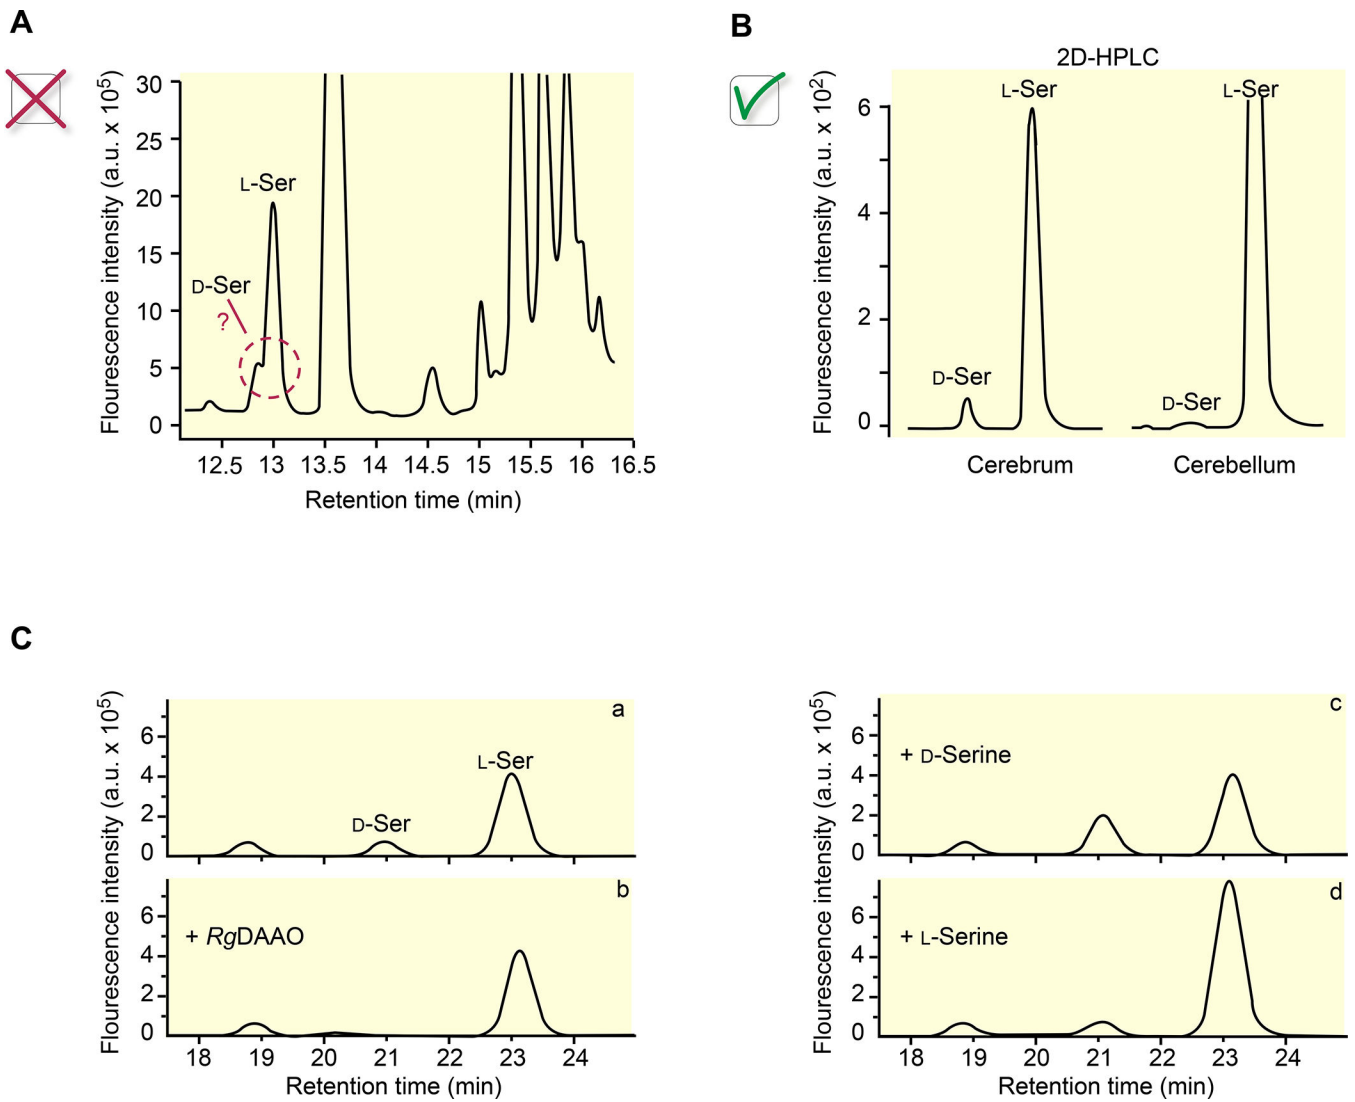 A
Flourescence intensity (a.u. x 10⁵)
30
25
20
15
10
5
0
L-Ser
D-Ser
?
12.5 13 13.5 14 14.5 15 15.5 16 16.5
Retention time (min)
B
2D-HPLC
Flourescence intensity (a.u. x 10²)
6
4
2
0
L-Ser L-Ser
D-Ser D-Ser
Cerebrum Cerebellum
C
Flourescence intensity (a.u. x 10⁵)
a
6
4
2
0
L-Ser
D-Ser
b
+ RgDAAO
6
4
2
0
18 19 20 21 22 23 24
Retention time (min)
Flourescence intensity (a.u. x 10⁵)
c
+ D-Serine
6
4
2
0
d
+ L-Serine
6
4
2
0
18 19 20 21 22 23 24
Retention time (min)